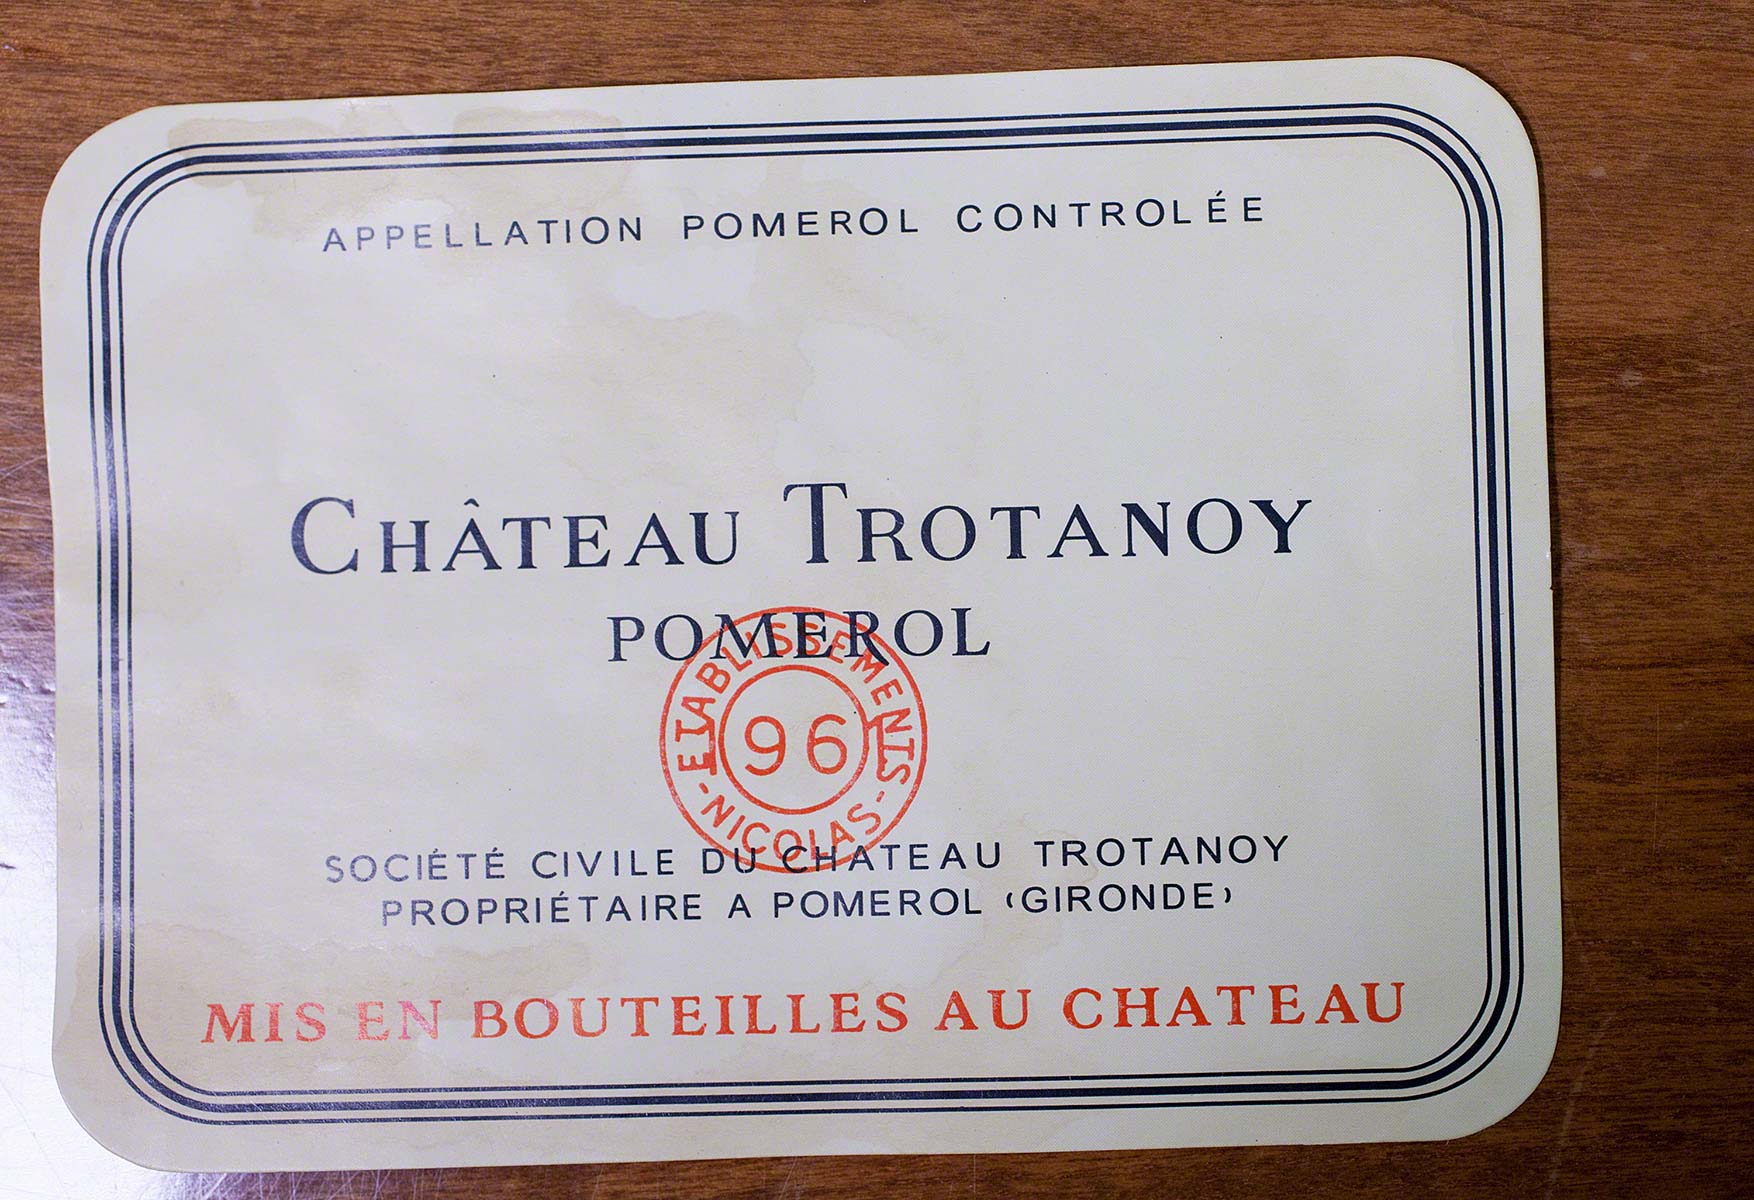 APPELLATION POMEROL CONTROLÉE
CHÂTEAU TROTANOY
POMEROL
ETABLISSEMENTS
96
-NICOLAS-
SOCIÉTÉ CIVILE DU CHATEAU TROTANOY
PROPRIÉTAIRE A POMEROL (GIRONDE)
MIS EN BOUTEILLES AU CHATEAU